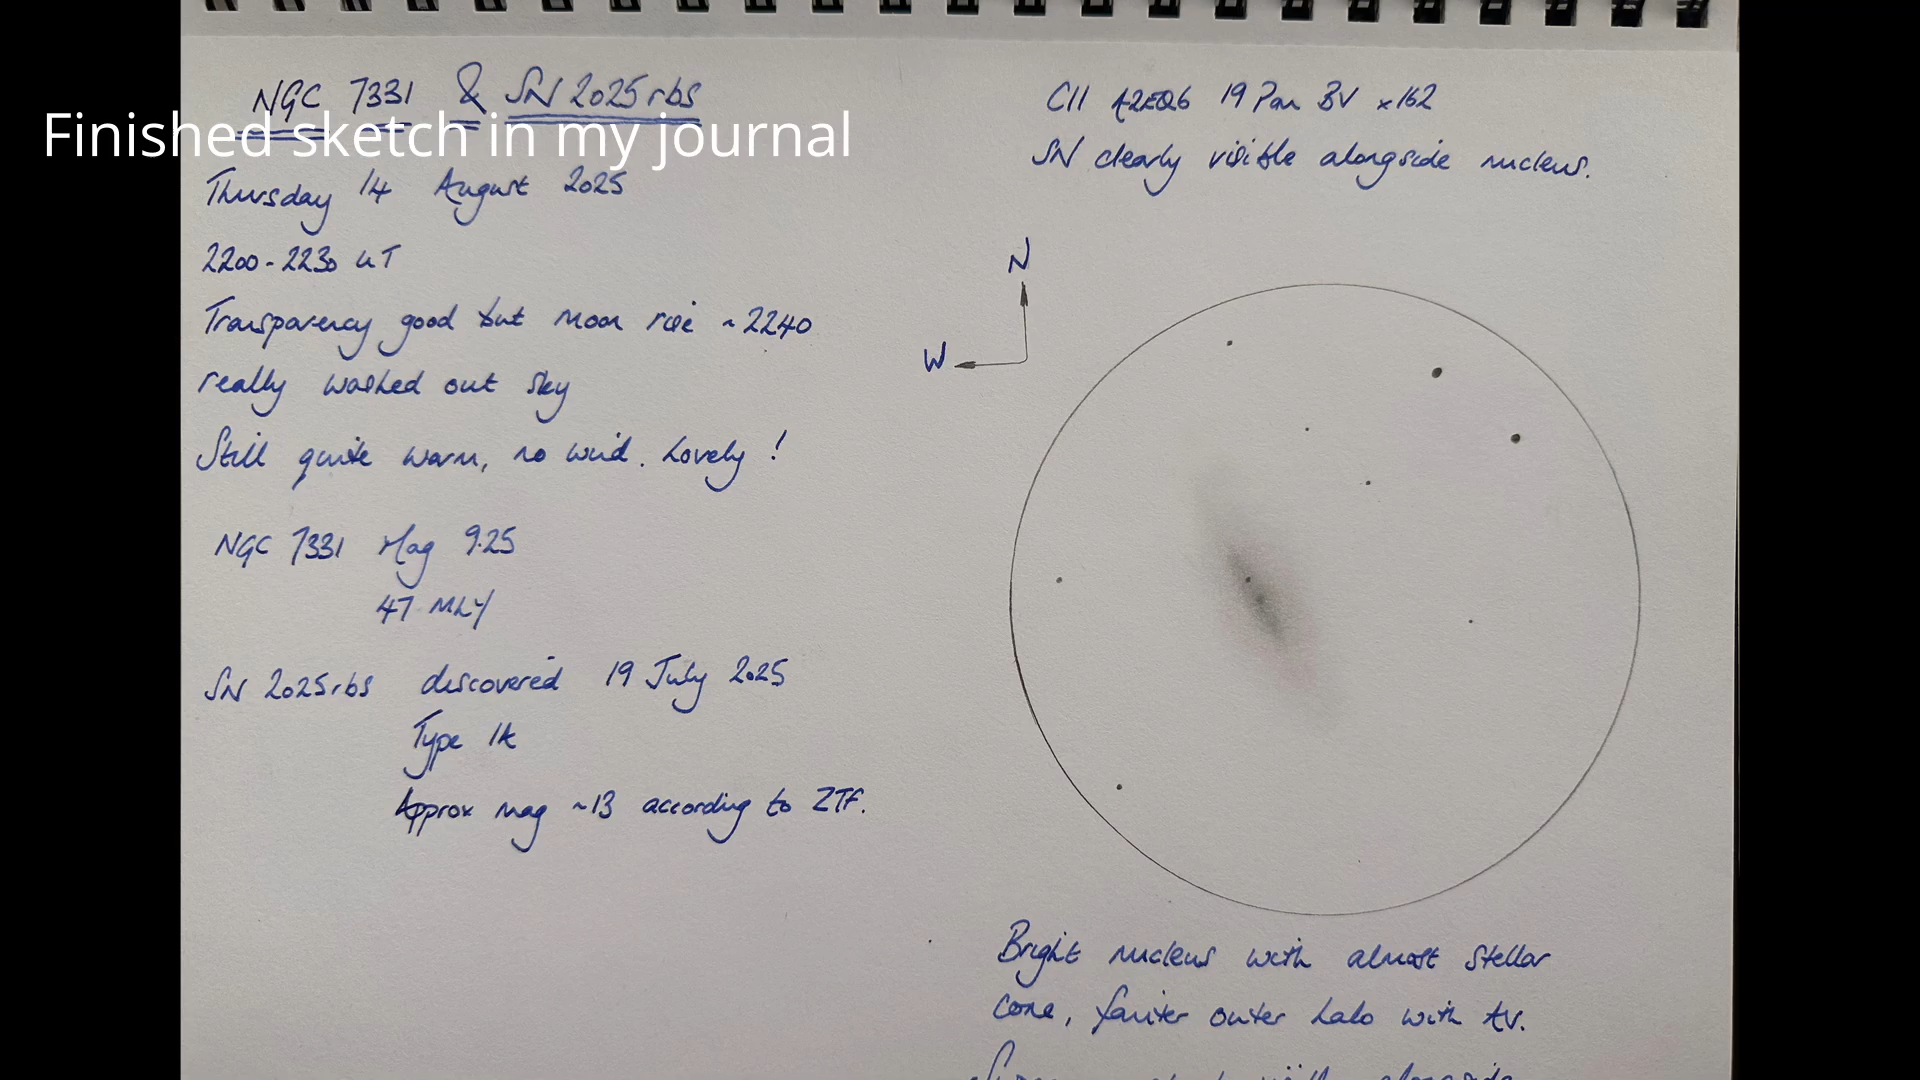 NGC 7331 & SN 2025rbs
Finished sketch in my journal
Thursday 14 August 2025
2200-2230 UT
Transparency good but moon rise ~2240
really washed out sky
Still quite warm, no wind. Lovely!
NGC 7331 Mag 9.25
47 MLY
SN 2025rbs discovered 19 July 2025
Type
Approx mag ~13 according to ZTF.
C11 AZEQ6 19 Pan BV x162
SN clearly visible alongside nucleus.
N
W
Bright nucleus with almost stellar
core, fainter outer halo with AV.
alongside